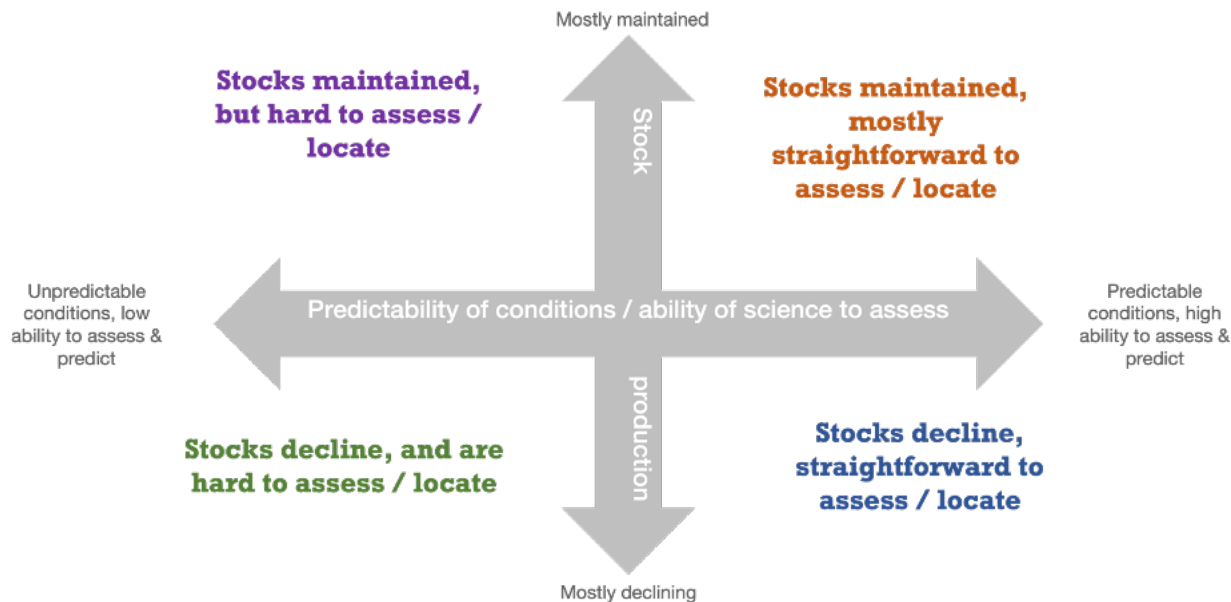 Mostly maintained
Stocks maintained,
but hard to assess /
locate
Stocks maintained,
mostly
straightforward to
assess / locate
Stock
Unpredictable
conditions, low
ability to assess &
predict
Predictability of conditions / ability of science to assess
Predictable
conditions, high
ability to assess &
predict
production
Stocks decline, and are
hard to assess / locate
Stocks decline,
straightforward to
assess / locate
Mostly declining